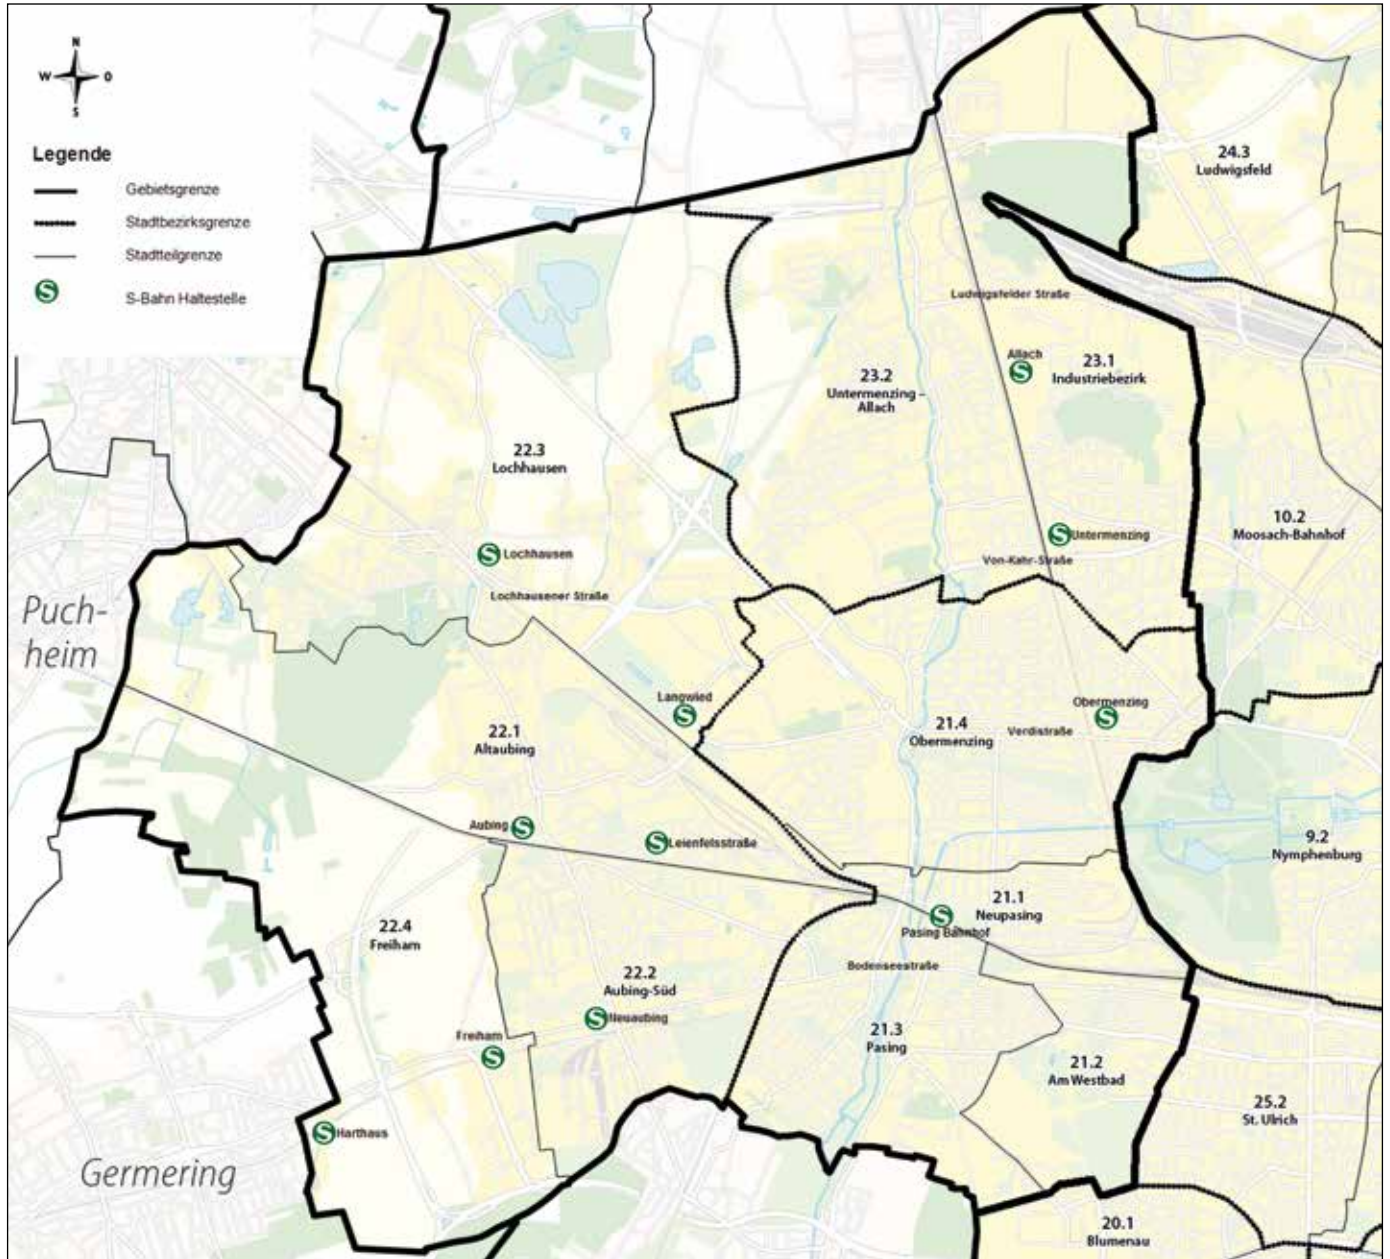 N
W O
S
Legende
Gebietsgrenze
Stadtbezirksgrenze
Stadtteilgrenze
S S-Bahn Haltestelle
24.3
Ludwigsfeld
Ludwigsfelder Straße
Allach
S
23.1
Industriebezirk
23.2
Untermenzing –
Allach
22.3
Lochhausen
10.2
Moosach-Bahnhof
S Untermenzing
Von-Kahr-Straße
S Lochhausen
Lochhausener Straße
Puch-
heim
Langwied
S
Obermenzing
S
22.1
Altaubing
21.4
Obermenzing
Verdistraße
Aubing S
S Leienfelsstraße
9.2
Nymphenburg
21.1
Neupasing
S
Pasing Bahnhof
22.4
Freiham
Bodenseestraße
22.2
Aubing-Süd
S Neuaubing
Freiham
S
21.3
Pasing
21.2
Am Westbad
25.2
St. Ulrich
S Harthaus
Germering
20.1
Blumenau